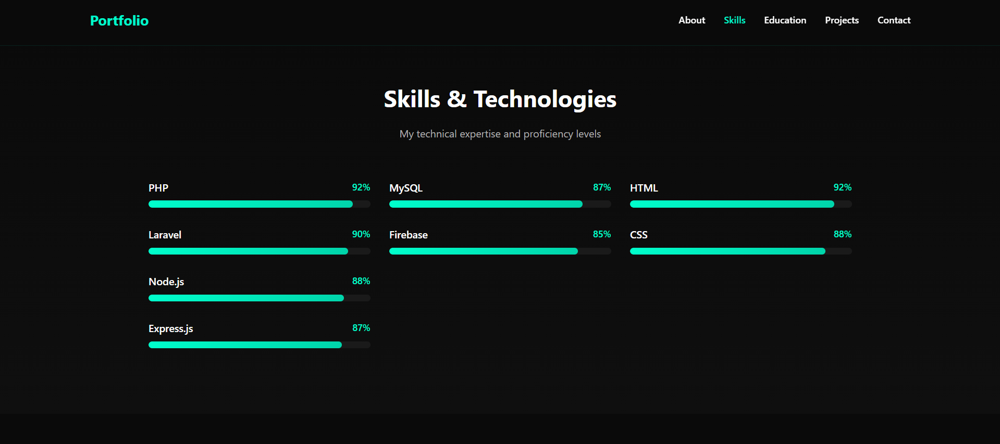 Portfolio
About Skills Education Projects Contact
Skills & Technologies
My technical expertise and proficiency levels
PHP 92%
MySQL 87%
HTML 92%
Laravel 90%
Firebase 85%
CSS 88%
Node.js 88%
Express.js 87%